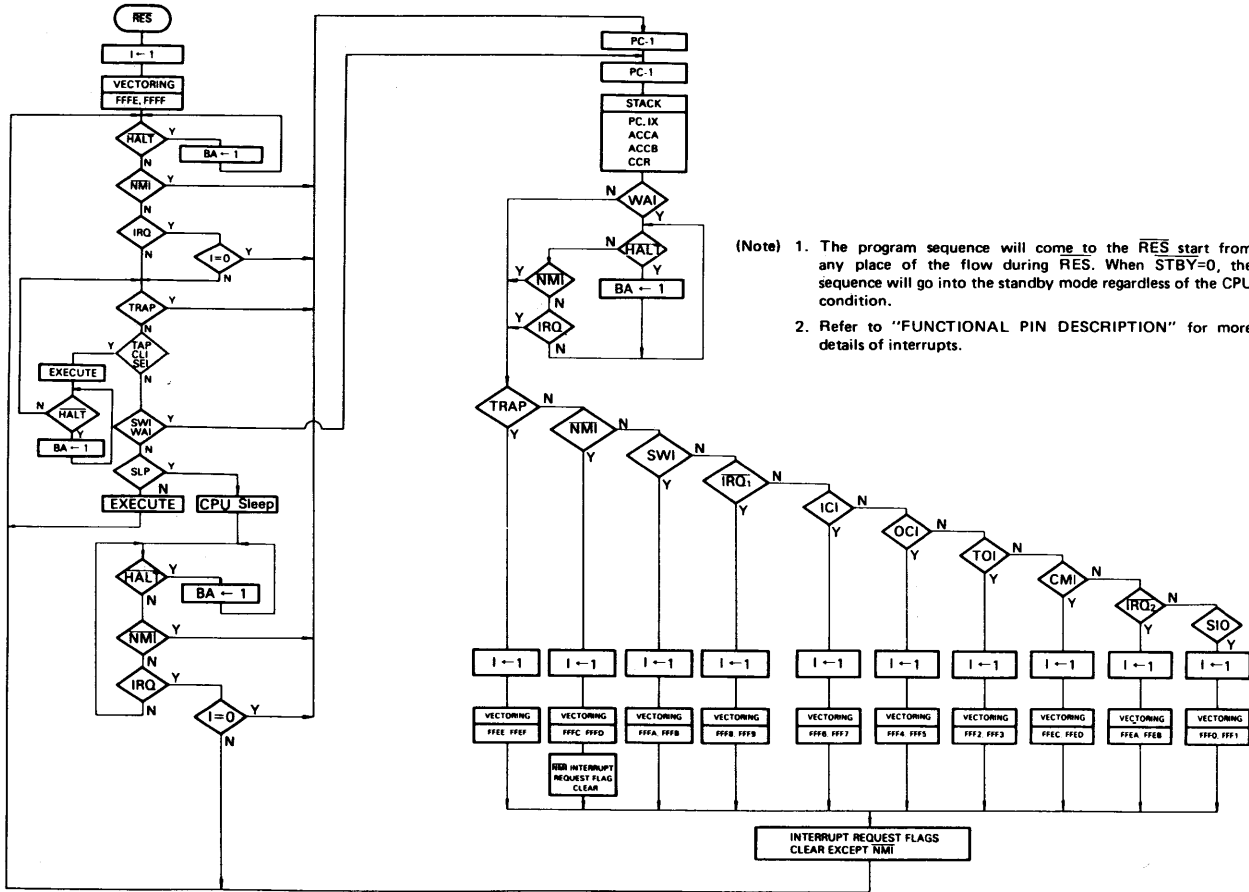 RES
I ← 1
VECTORING
FFFE, FFFF
HALT
Y
BA ← 1
N
NMI
Y
N
IRQ
Y
N
I=0
Y
N
TRAP
Y
N
TAP
CLI
SEI
Y
N
EXECUTE
HALT
N
Y
BA ← 1
SWI
WAI
Y
N
SLP
Y
N
EXECUTE
CPU Sleep
HALT
Y
N
BA ← 1
NMI
Y
N
IRQ
Y
N
I=0
Y
N
PC-1
PC-1
STACK
PC. IX
ACCA
ACCB
CCR
WAI
N
Y
HALT
N
Y
BA ← 1
NMI
Y
N
IRQ
Y
N
(Note) 1. The program sequence will come to the RES start from
any place of the flow during RES. When STBY=0, the
sequence will go into the standby mode regardless of the CPU
condition.
2. Refer to "FUNCTIONAL PIN DESCRIPTION" for more
details of interrupts.
TRAP
N
Y
NMI
N
Y
SWI
N
Y
IRQ1
N
Y
ICI
N
Y
OCI
N
Y
TOI
N
Y
CMI
N
Y
IRQ2
N
Y
SIO
Y
I ← 1
I ← 1
I ← 1
I ← 1
I ← 1
I ← 1
I ← 1
I ← 1
I ← 1
I ← 1
VECTORING
FFEE FFEF
VECTORING
FFFC FFFD
VECTORING
FFFA, FFFB
VECTORING
FFF8, FFF9
VECTORING
FFF6, FFF7
VECTORING
FFF4, FFF5
VECTORING
FFF2, FFF3
VECTORING
FFEC, FFED
VECTORING
FFEA, FFEB
VECTORING
FFF0, FFF1
NMI INTERRUPT
REQUEST FLAG
CLEAR
INTERRUPT REQUEST FLAGS
CLEAR EXCEPT NMI